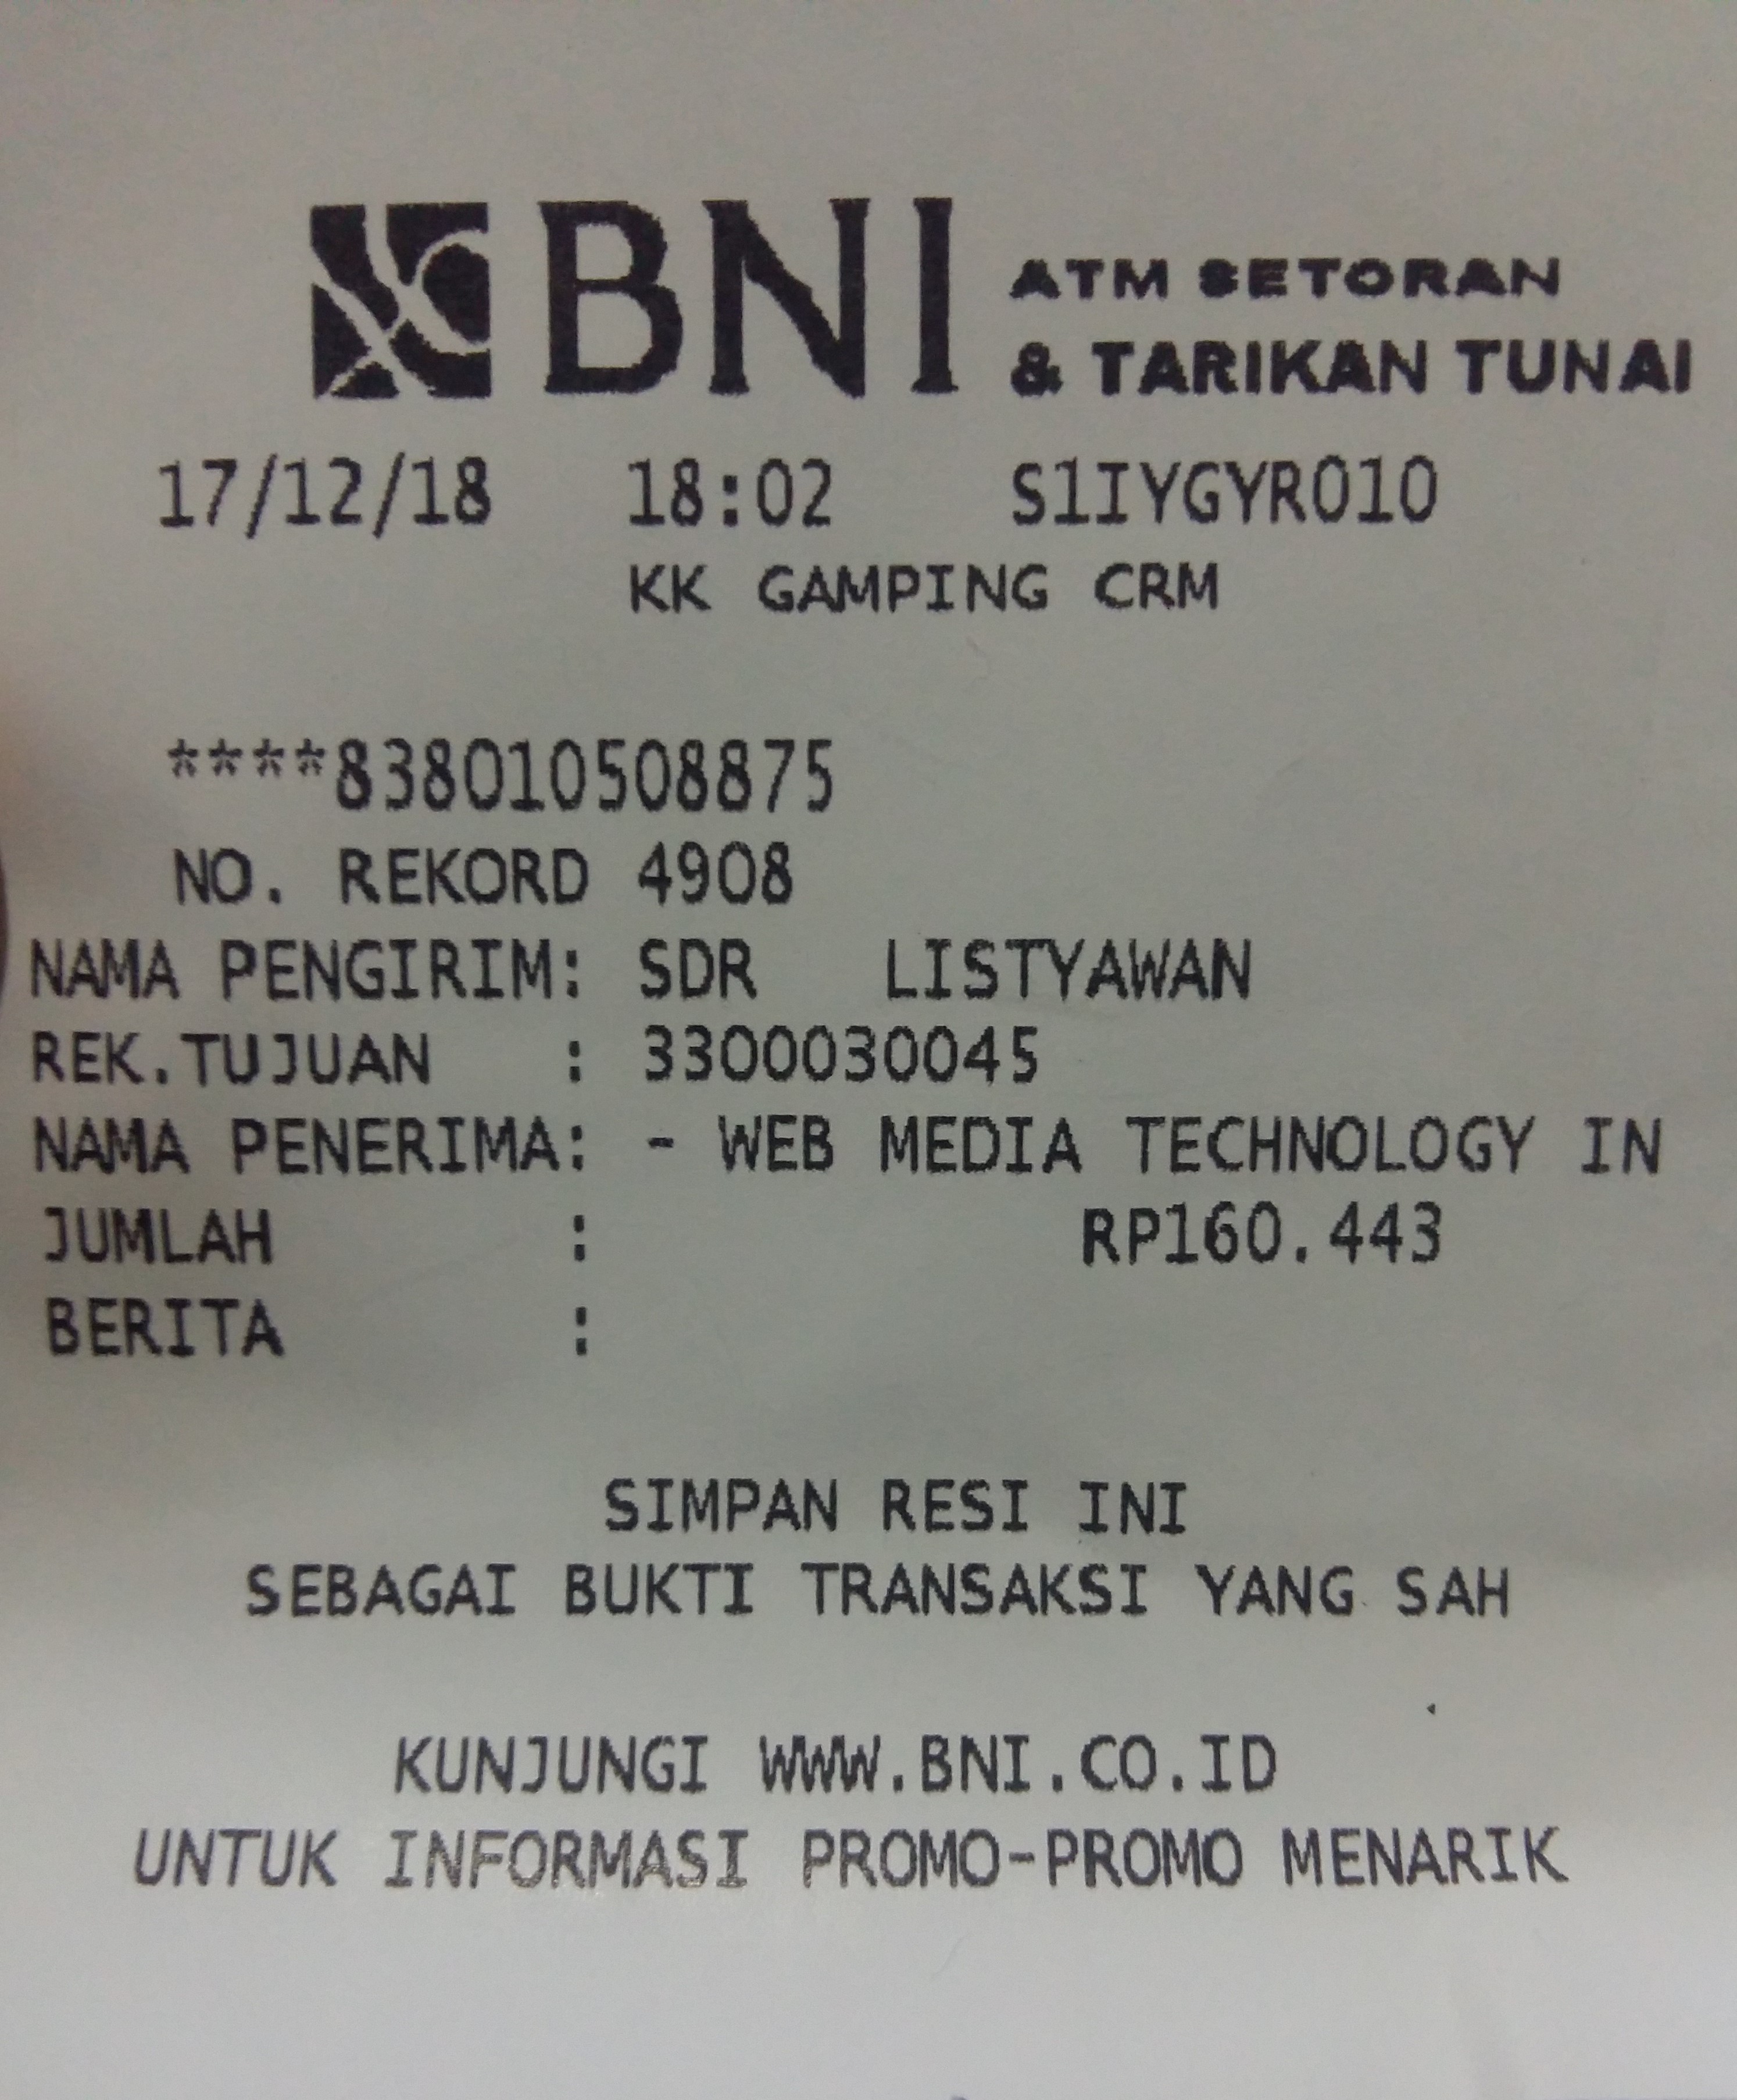 BNI ATM SETORAN
& TARIKAN TUNAI
17/12/18 18:02 S1IYGYR010
KK GAMPING CRM
****838010508875
NO. REKORD 4908
NAMA PENGIRIM: SDR LISTYAWAN
REK.TUJUAN : 3300030045
NAMA PENERIMA: - WEB MEDIA TECHNOLOGY IN
JUMLAH : RP160.443
BERITA :
SIMPAN RESI INI
SEBAGAI BUKTI TRANSAKSI YANG SAH
KUNJUNGI WWW.BNI.CO.ID
UNTUK INFORMASI PROMO-PROMO MENARIK